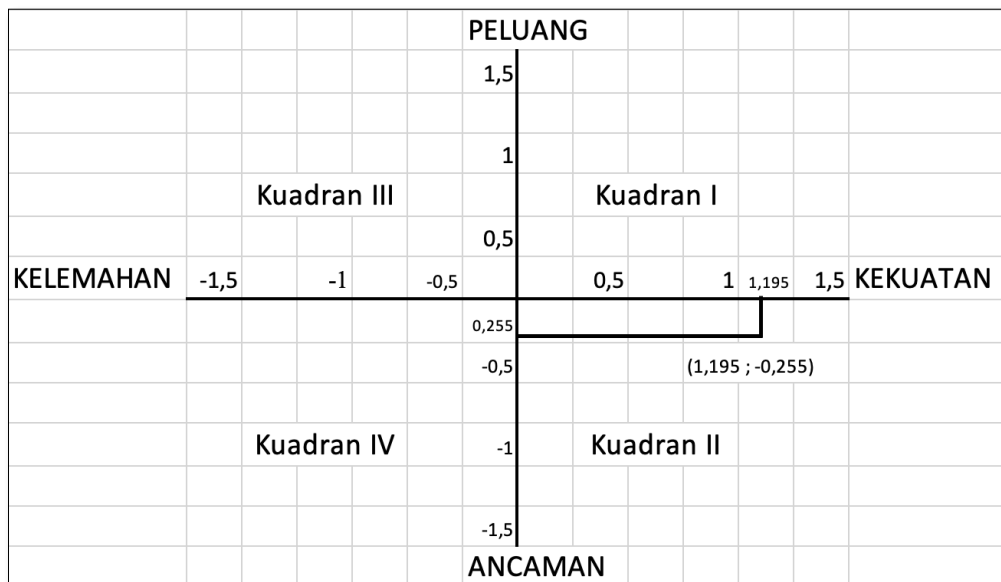 PELUANG
1,5
1
Kuadran III
Kuadran I
0,5
KELEMAHAN -1,5 -1 -0,5 0,5 1 1,195 1,5 KEKUATAN
0,255
-0,5
(1,195 ; -0,255)
Kuadran IV
-1
Kuadran II
-1,5
ANCAMAN